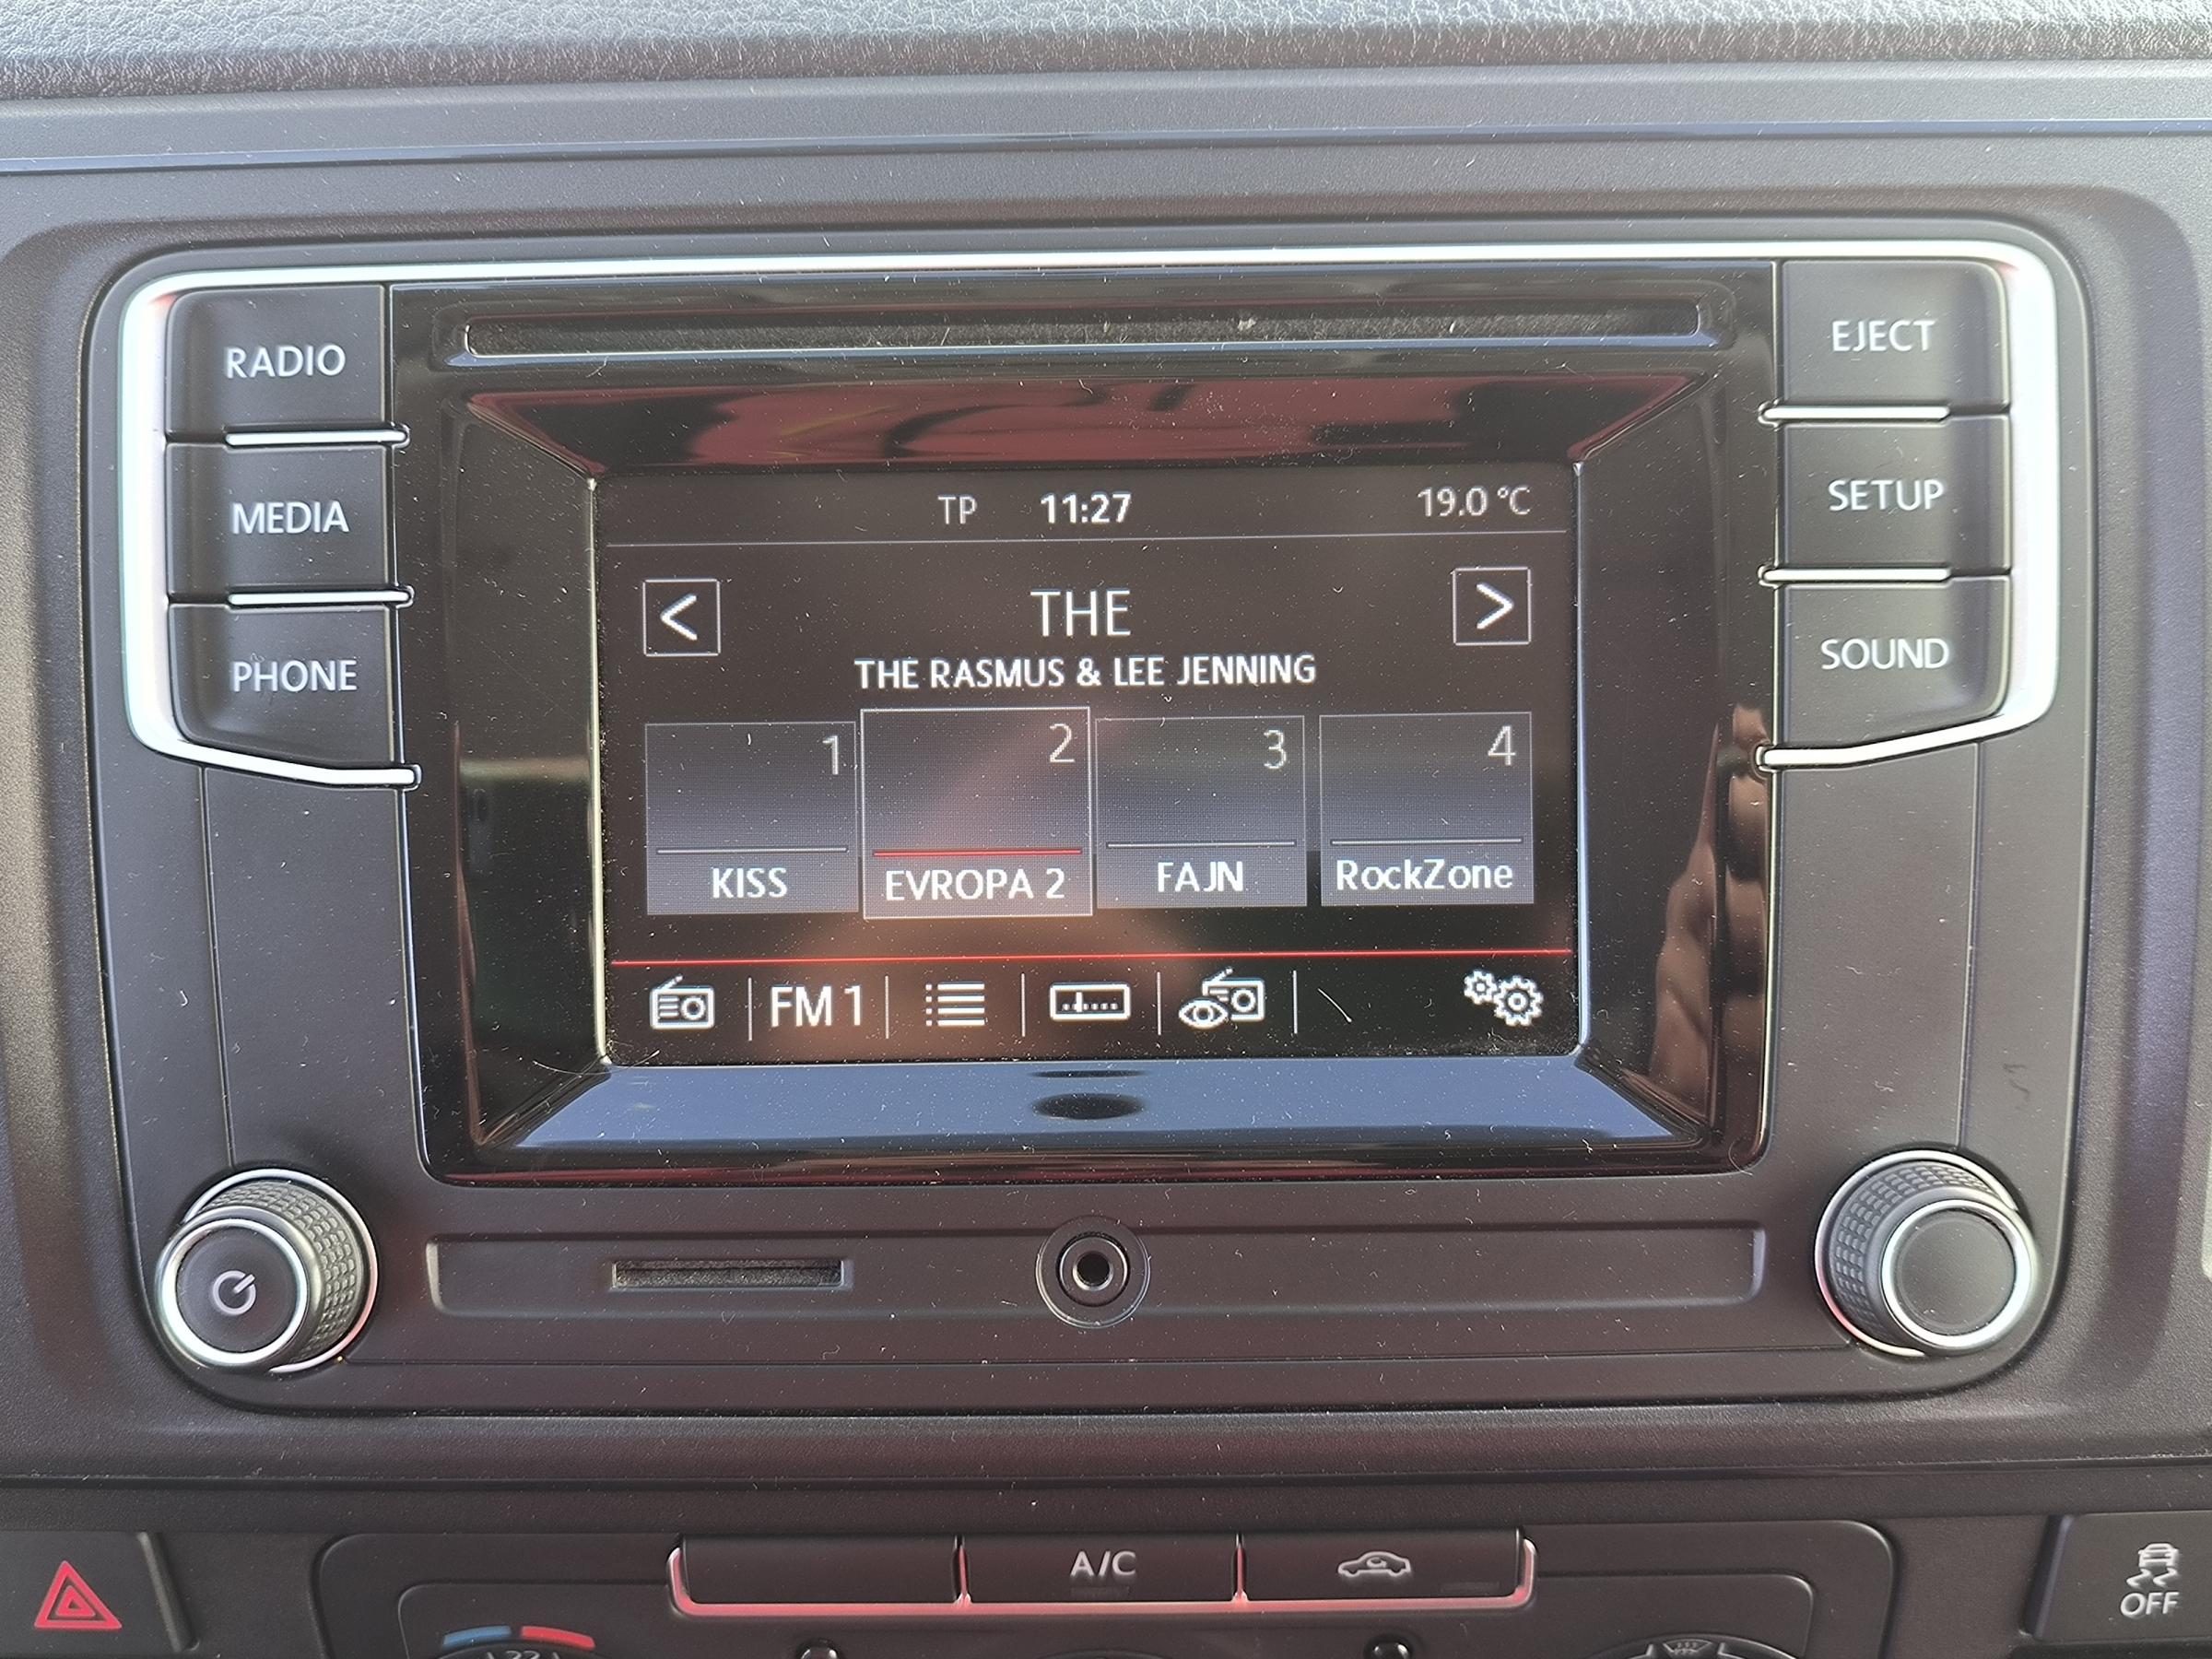 RADIO
MEDIA
PHONE
EJECT
SETUP
SOUND
TP 11:27 19.0 °C
< THE >
THE RASMUS & LEE JENNING
1 2 3 4
KISS EVROPA 2 FAJN RockZone
FM 1
A/C
OFF
22